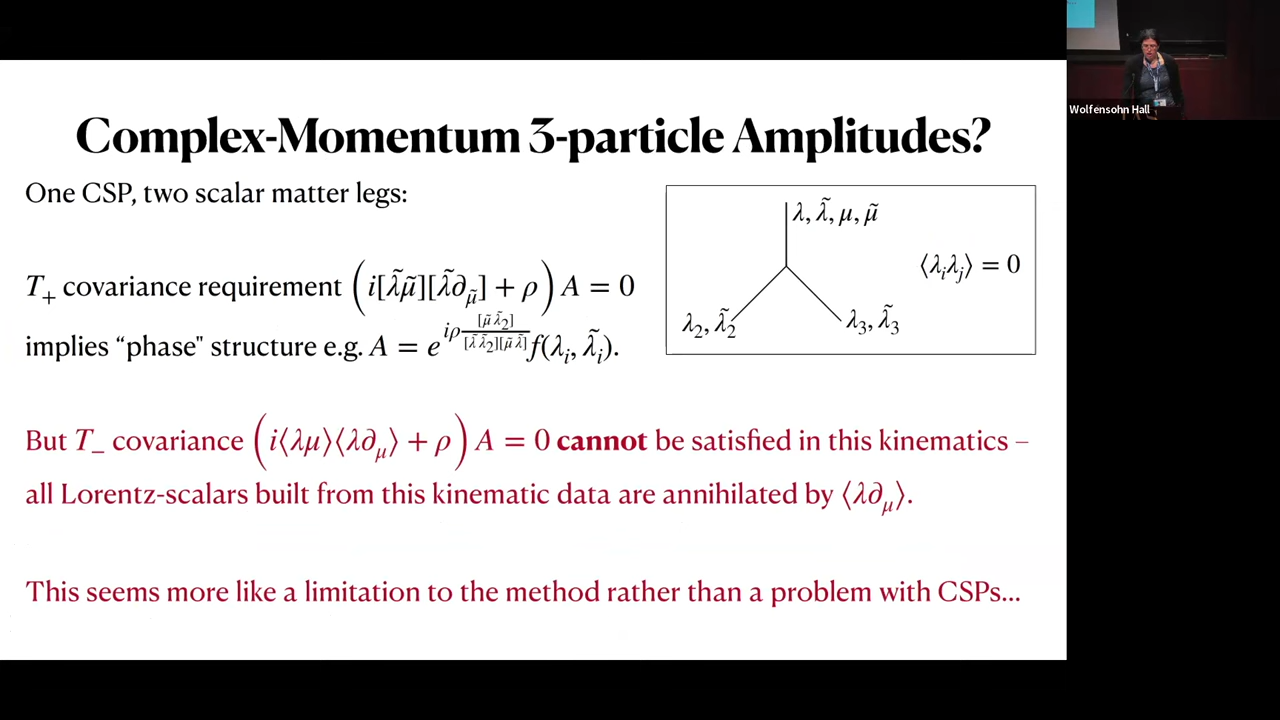 Complex-Momentum 3-particle Amplitudes?
One CSP, two scalar matter legs:
λ, λ̃, μ, μ̃
⟨λᵢλⱼ⟩ = 0
λ₂, λ̃₂
λ₃, λ̃₃
T₊ covariance requirement (i[λ̃μ̃][λ̃∂_μ̃] + ρ) A = 0
implies “phase" structure e.g. A = e^{iρ [μ̃ λ̃₂]/([λ̃ λ̃₂][μ̃ λ̃])} f(λᵢ, λ̃ᵢ).
But T₋ covariance (i⟨λμ⟩⟨λ∂_μ⟩ + ρ) A = 0 cannot be satisfied in this kinematics –
all Lorentz-scalars built from this kinematic data are annihilated by ⟨λ∂_μ⟩.
This seems more like a limitation to the method rather than a problem with CSPs...
Wolfensohn Hall